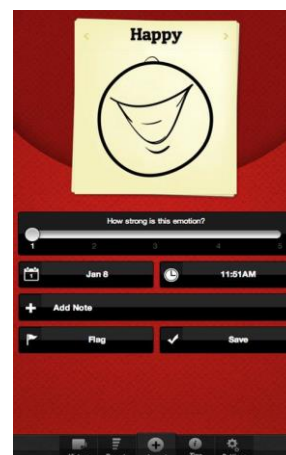 Happy
How strong is this emotion?
1 2 3 4 5
1 Jan 8 11:51AM
Add Note
Flag Save